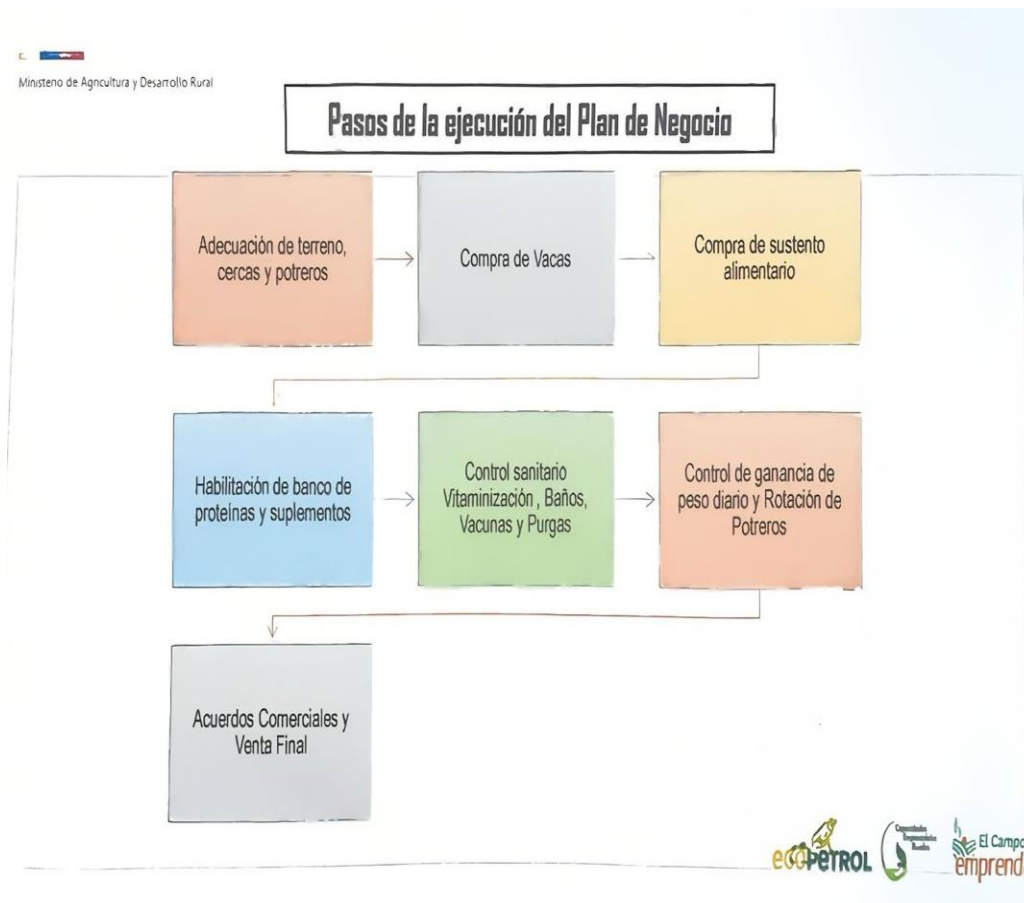 Ministerio de Agricultura y Desarrollo Rural
Pasos de la ejecución del Plan de Negocio
Adecuación de terreno,
cercas y potreros
Compra de Vacas
Compra de sustento
alimentario
Habilitación de banco de
proteínas y suplementos
Control sanitario
Vitaminización , Baños,
Vacunas y Purgas
Control de ganancia de
peso diario y Rotación de
Potreros
Acuerdos Comerciales y
Venta Final
ecoPETROL
El Campo
emprend